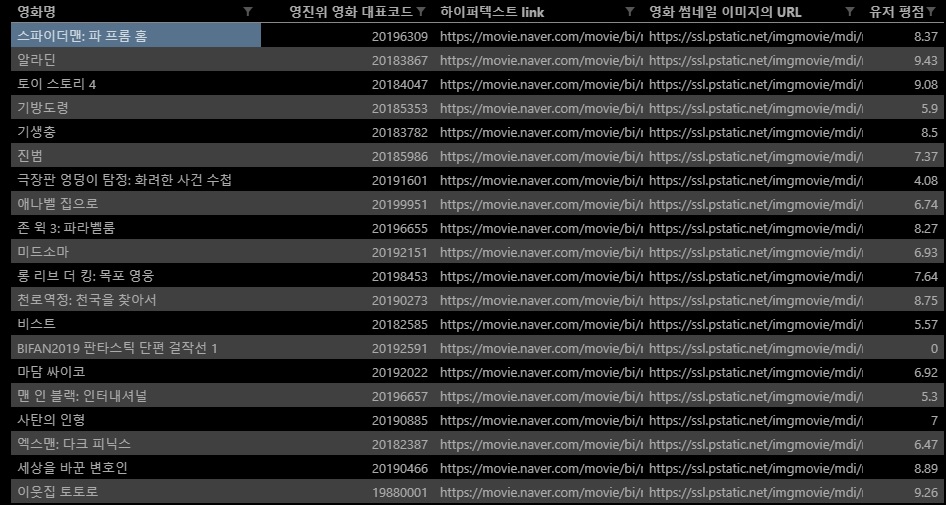 영화명 영진위 영화 대표코드 하이퍼텍스트 link 영화 썸네일 이미지의 URL 유저 평점
스파이더맨: 파 프롬 홈 20196309 https://movie.naver.com/movie/bi/r https://ssl.pstatic.net/imgmovie/mdi/r 8.37
알라딘 20183867 https://movie.naver.com/movie/bi/r https://ssl.pstatic.net/imgmovie/mdi/r 9.43
토이 스토리 4 20184047 https://movie.naver.com/movie/bi/r https://ssl.pstatic.net/imgmovie/mdi/r 9.08
기방도령 20185353 https://movie.naver.com/movie/bi/r https://ssl.pstatic.net/imgmovie/mdi/r 5.9
기생충 20183782 https://movie.naver.com/movie/bi/r https://ssl.pstatic.net/imgmovie/mdi/r 8.5
진범 20185986 https://movie.naver.com/movie/bi/r https://ssl.pstatic.net/imgmovie/mdi/r 7.37
극장판 엉덩이 탐정: 화려한 사건 수첩 20191601 https://movie.naver.com/movie/bi/r https://ssl.pstatic.net/imgmovie/mdi/r 4.08
애나벨 집으로 20199951 https://movie.naver.com/movie/bi/r https://ssl.pstatic.net/imgmovie/mdi/r 6.74
존 윅 3: 파라벨룸 20196655 https://movie.naver.com/movie/bi/r https://ssl.pstatic.net/imgmovie/mdi/r 8.27
미드소마 20192151 https://movie.naver.com/movie/bi/r https://ssl.pstatic.net/imgmovie/mdi/r 6.93
롱 리브 더 킹: 목포 영웅 20198453 https://movie.naver.com/movie/bi/r https://ssl.pstatic.net/imgmovie/mdi/r 7.64
천로역정: 천국을 찾아서 20190273 https://movie.naver.com/movie/bi/r https://ssl.pstatic.net/imgmovie/mdi/r 8.75
비스트 20182585 https://movie.naver.com/movie/bi/r https://ssl.pstatic.net/imgmovie/mdi/r 5.57
BIFAN2019 판타스틱 단편 걸작선 1 20192591 https://movie.naver.com/movie/bi/r https://ssl.pstatic.net/imgmovie/mdi/r 0
마담 싸이코 20192022 https://movie.naver.com/movie/bi/r https://ssl.pstatic.net/imgmovie/mdi/r 6.92
맨 인 블랙: 인터내셔널 20196657 https://movie.naver.com/movie/bi/r https://ssl.pstatic.net/imgmovie/mdi/r 5.3
사탄의 인형 20190885 https://movie.naver.com/movie/bi/r https://ssl.pstatic.net/imgmovie/mdi/r 7
엑스맨: 다크 피닉스 20182387 https://movie.naver.com/movie/bi/r https://ssl.pstatic.net/imgmovie/mdi/r 6.47
세상을 바꾼 변호인 20190466 https://movie.naver.com/movie/bi/r https://ssl.pstatic.net/imgmovie/mdi/r 8.89
이웃집 토토로 19880001 https://movie.naver.com/movie/bi/r https://ssl.pstatic.net/imgmovie/mdi/r 9.26